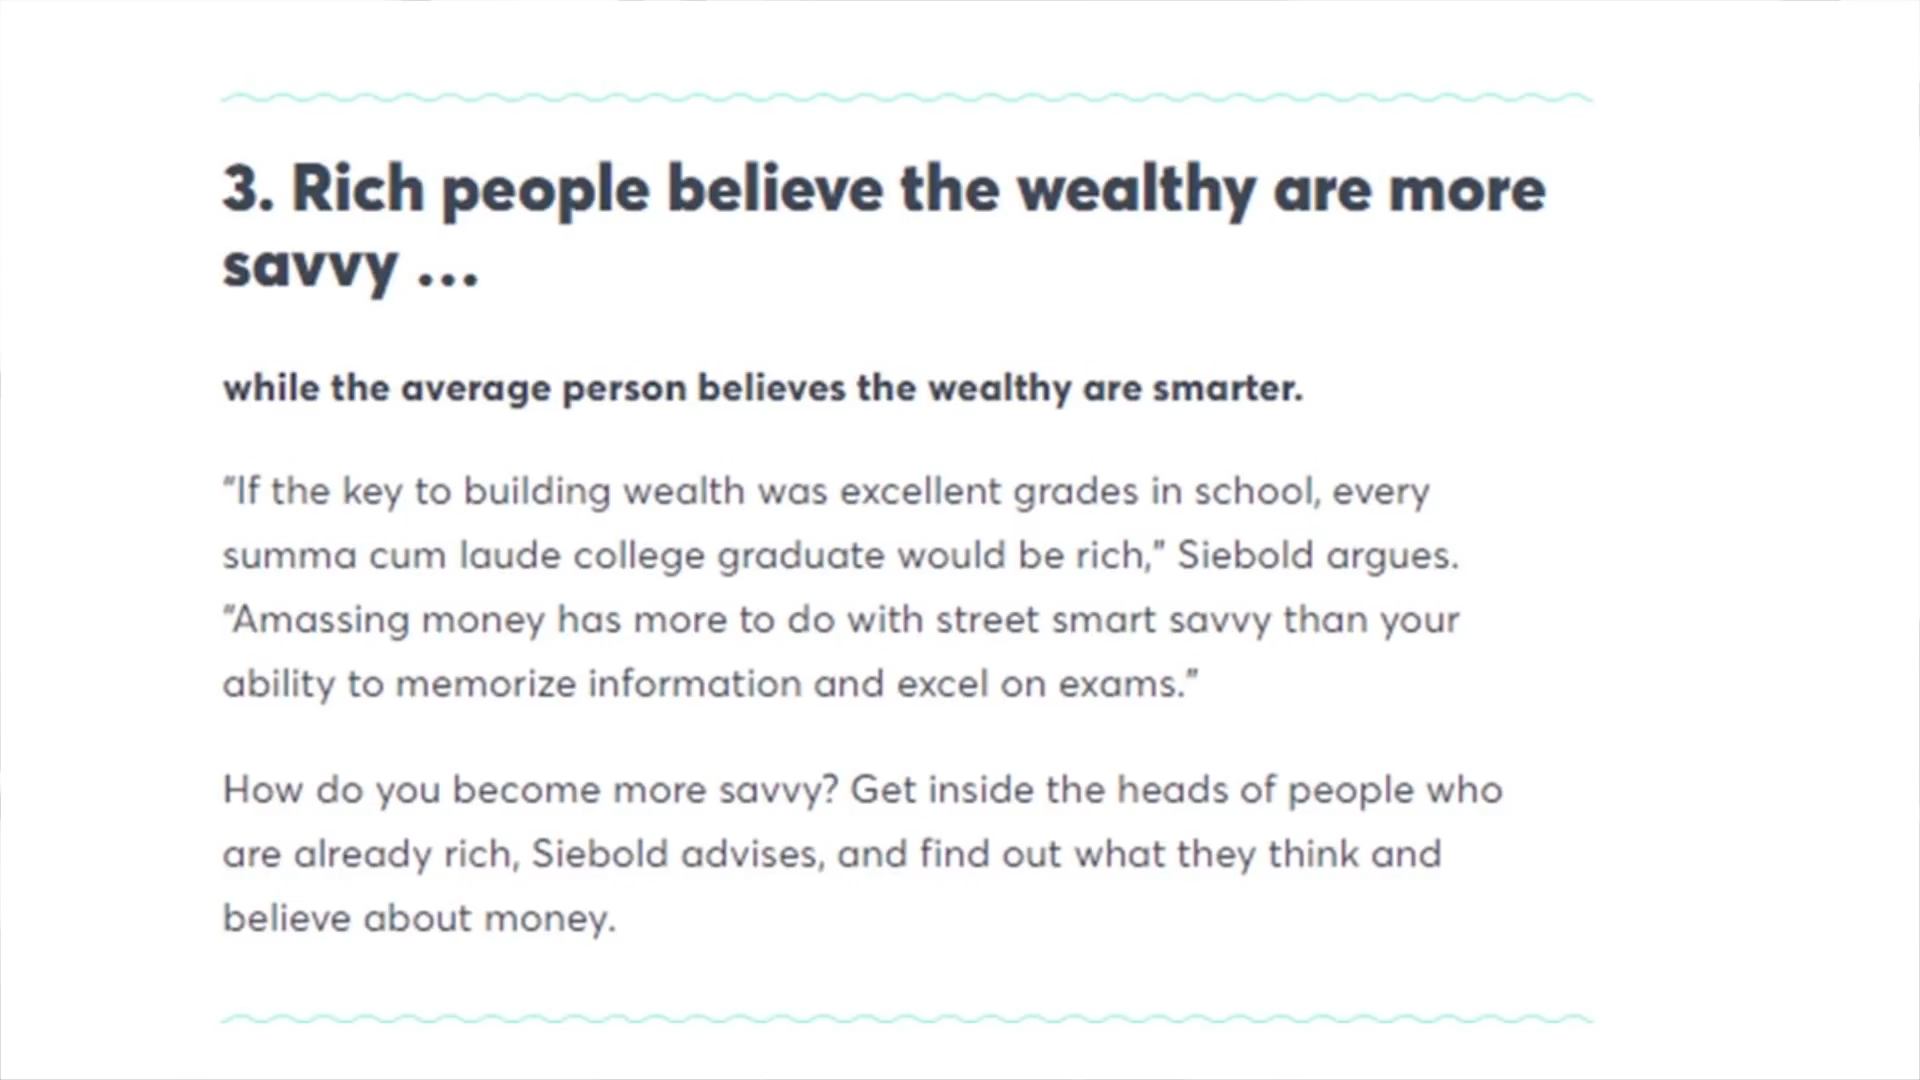 3. Rich people believe the wealthy are more
savvy ...
while the average person believes the wealthy are smarter.
“If the key to building wealth was excellent grades in school, every
summa cum laude college graduate would be rich,” Siebold argues.
“Amassing money has more to do with street smart savvy than your
ability to memorize information and excel on exams.”
How do you become more savvy? Get inside the heads of people who
are already rich, Siebold advises, and find out what they think and
believe about money.